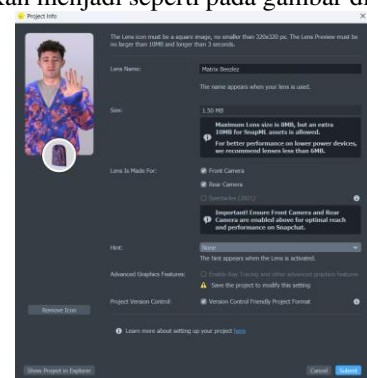 kan menjadi seperti pada gambar di
Project Info
The Lens icon must be a square image, no smaller than 320x320 px. The Lens Preview must be
no larger than 10MB and longer than 3 seconds.
Lens Name:
Matrix Beedez
The name appears when your lens is used.
Size:
1.50 MB
Maximum Lens size is 8MB, but an extra
10MB for SnapML assets is allowed.
For better performance on lower power devices,
we recommend lenses less than 6MB.
Lens Is Made For:
Front Camera
Rear Camera
Spectacles (2021)
Important! Ensure Front Camera and Rear
Camera are enabled above for optimal reach
and performance on Snapchat.
Hint:
None
The hint appears when the Lens is activated.
Advanced Graphics Features:
Enable Ray Tracing and other advanced graphics features
Save the project to modify this setting
Project Version Control:
Version Control Friendly Project Format
Remove Icon
Learn more about setting up your project here
Show Project in Explorer
Cancel
Submit